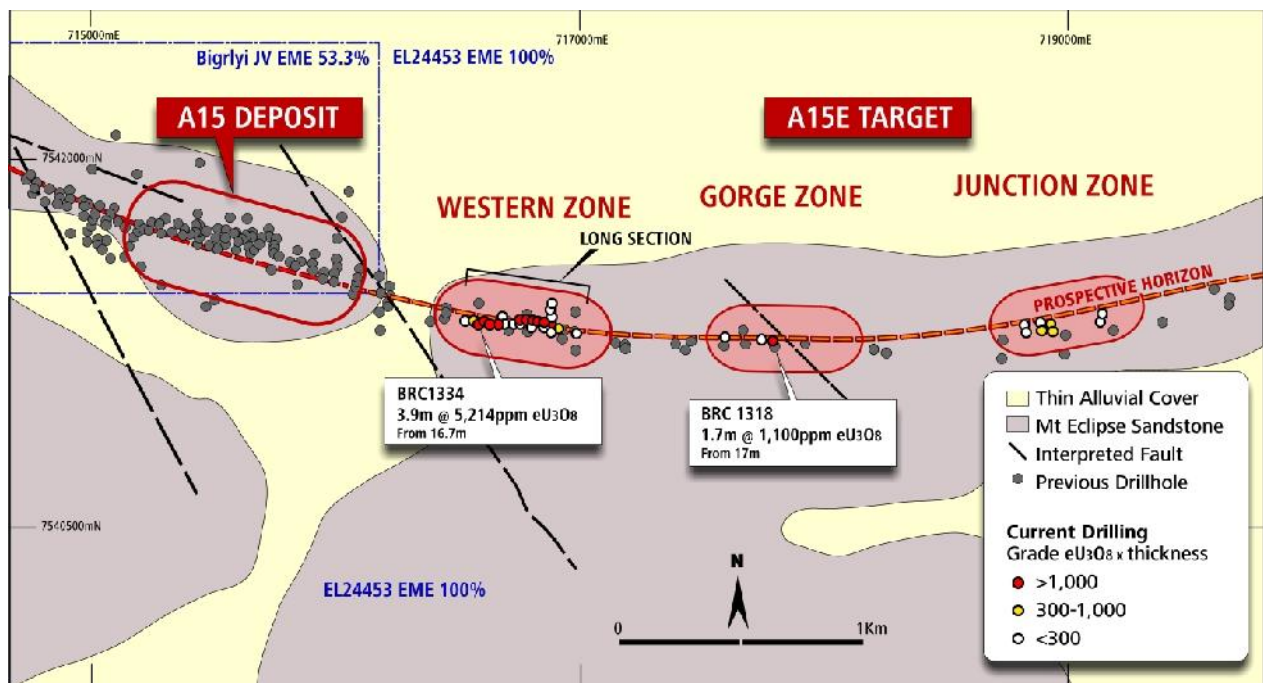 715000mE
717000mE
719000mE
Bigrlyi JV EME 53.3%
EL24453 EME 100%
A15 DEPOSIT
A15E TARGET
7542000mN
WESTERN ZONE
GORGE ZONE
JUNCTION ZONE
LONG SECTION
PROSPECTIVE HORIZON
BRC1334
3.9m @ 5,214ppm eU3O8
From 16.7m
BRC 1318
1.7m @ 1,100ppm eU3O8
From 17m
7540500mN
EL24453 EME 100%
N
0
1Km
Thin Alluvial Cover
Mt Eclipse Sandstone
Interpreted Fault
Previous Drillhole
Current Drilling
Grade eU3O8 x thickness
>1,000
300-1,000
<300